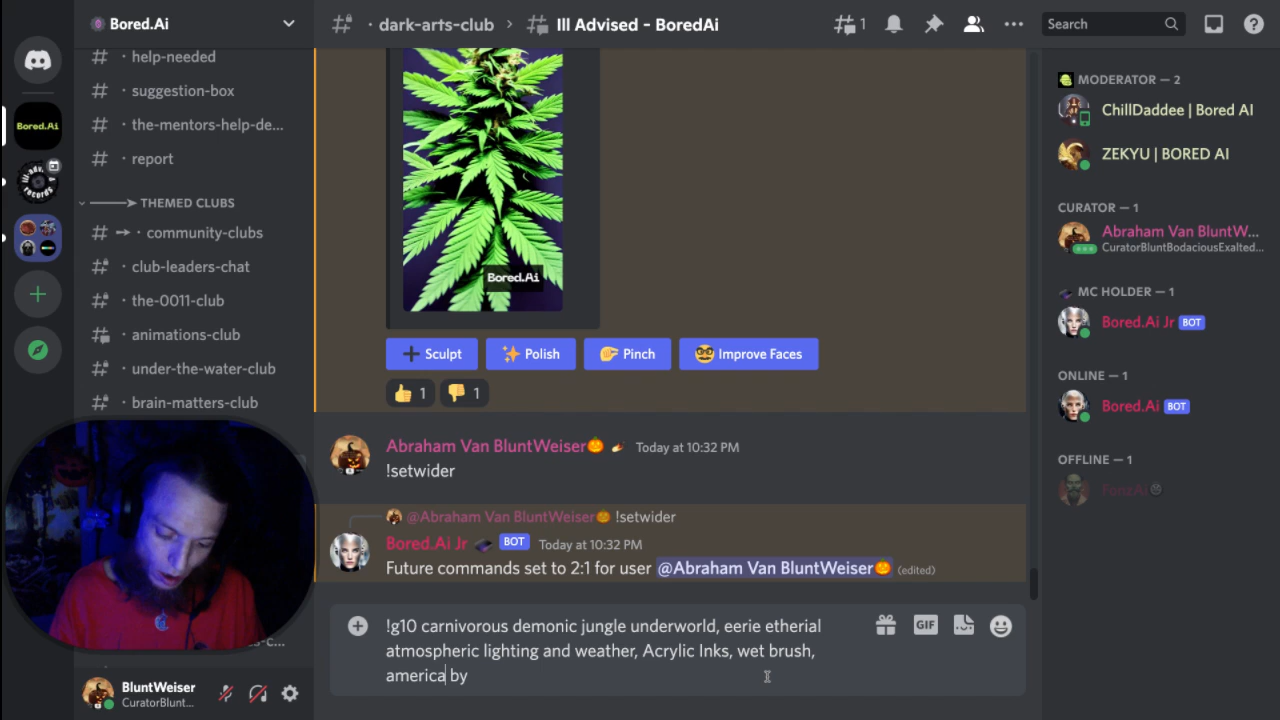 Bored.Ai
help-needed
suggestion-box
the-mentors-help-de...
report
THEMED CLUBS
community-clubs
club-leaders-chat
the-0011-club
animations-club
under-the-water-club
brain-matters-club
BluntWeiser
CuratorBlunt...
dark-arts-club > Ill Advised - BoredAi
1
Search
Bored.Ai
Bored.Ai
Sculpt
Polish
Pinch
Improve Faces
1
1
Abraham Van BluntWeiser Today at 10:32 PM
!setwider
@Abraham Van BluntWeiser !setwider
Bored.Ai Jr BOT Today at 10:32 PM
Future commands set to 2:1 for user @Abraham Van BluntWeiser (edited)
!g10 carnivorous demonic jungle underworld, eerie etherial
atmospheric lighting and weather, Acrylic Inks, wet brush,
america by
GIF
MODERATOR — 2
ChillDaddee | Bored AI
ZEKYU | BORED AI
CURATOR — 1
Abraham Van BluntW...
CuratorBluntBodaciousExalted...
MC HOLDER — 1
Bored.Ai Jr BOT
ONLINE — 1
Bored.Ai BOT
OFFLINE — 1
FonzAi